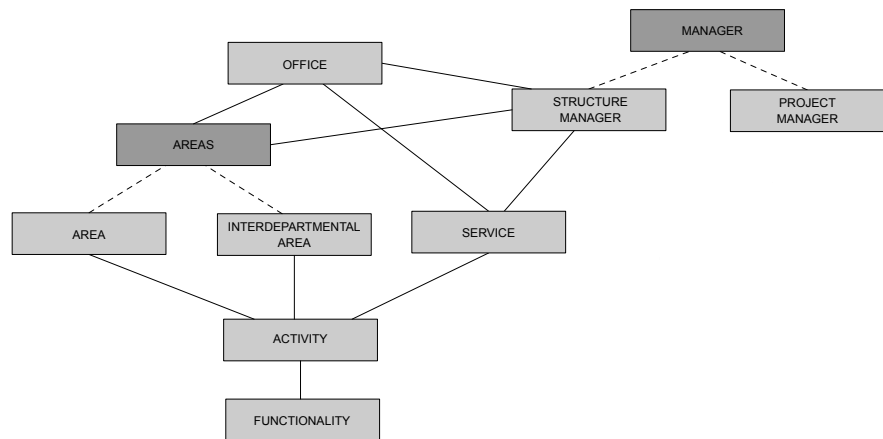 MANAGER
OFFICE
STRUCTURE
MANAGER
PROJECT
MANAGER
AREAS
AREA
INTERDEPARTMENTAL
AREA
SERVICE
ACTIVITY
FUNCTIONALITY